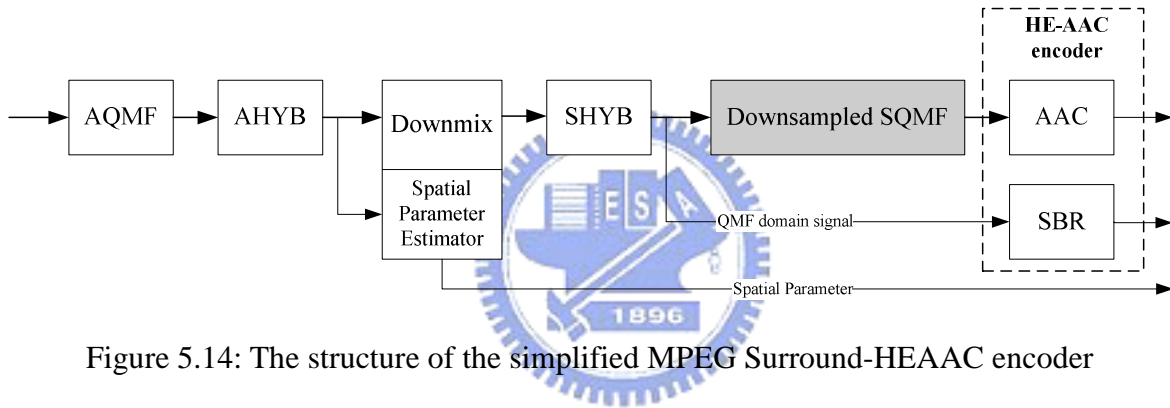 HE-AAC
encoder
AQMF
AHYB
Downmix
SHYB
Downsampled SQMF
AAC
Spatial
Parameter
Estimator
ESA
QMF domain signal
SBR
Spatial Parameter
1896
Figure 5.14: The structure of the simplified MPEG Surround-HEAAC encoder